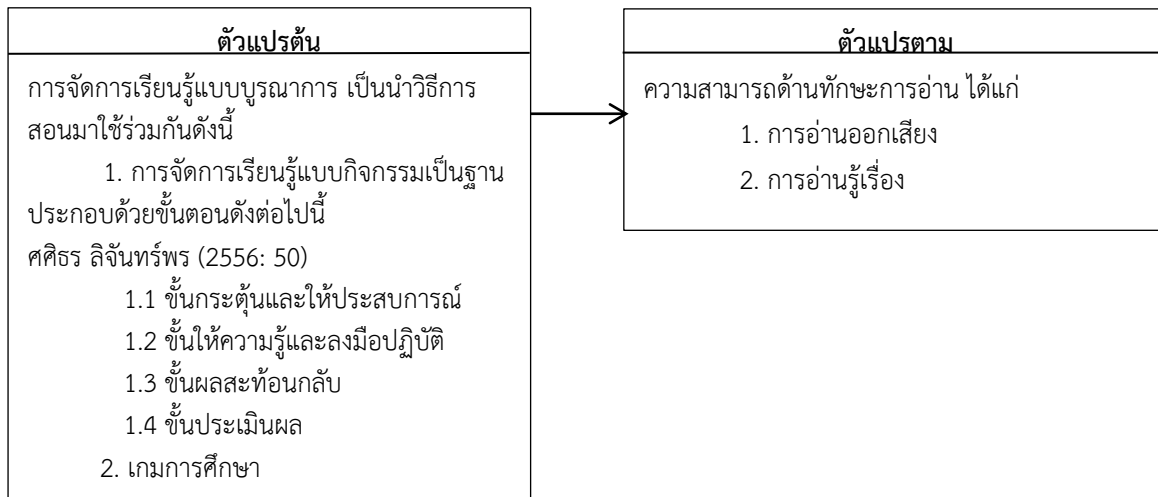 ตัวแปรต้น
การจัดการเรียนรู้แบบบูรณาการ เป็นนำวิธีการ
สอนมาใช้ร่วมกันดังนี้
1. การจัดการเรียนรู้แบบกิจกรรมเป็นฐาน
ประกอบด้วยขั้นตอนดังต่อไปนี้
ศศิธร ลิจันทร์พร (2556: 50)
1.1 ขั้นกระตุ้นและให้ประสบการณ์
1.2 ขั้นให้ความรู้และลงมือปฏิบัติ
1.3 ขั้นผลสะท้อนกลับ
1.4 ขั้นประเมินผล
2. เกมการศึกษา
ตัวแปรตาม
ความสามารถด้านทักษะการอ่าน ได้แก่
1. การอ่านออกเสียง
2. การอ่านรู้เรื่อง